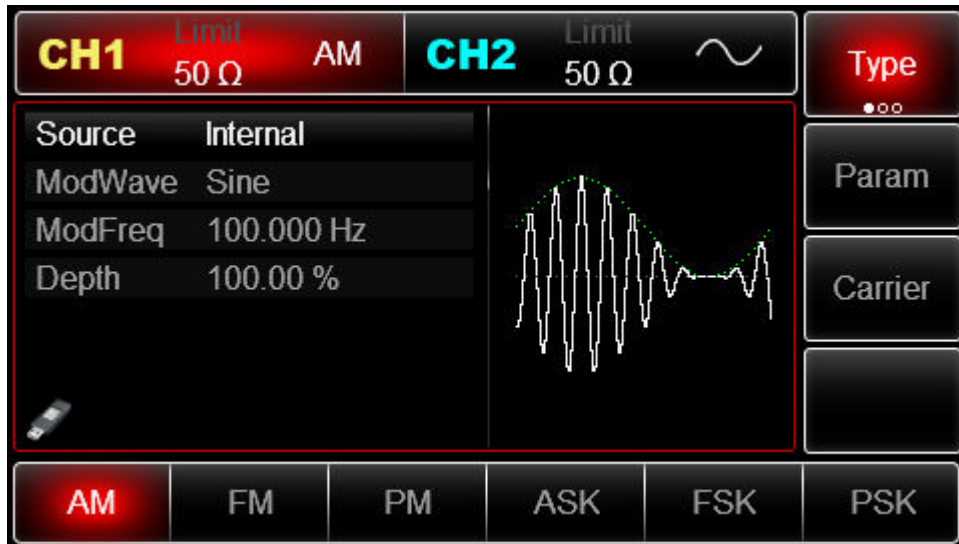 CH1 Limit 50 Ω AM
CH2 Limit 50 Ω
Type
Source Internal
ModWave Sine
ModFreq 100.000 Hz
Depth 100.00 %
Param
Carrier
AM FM PM ASK FSK PSK